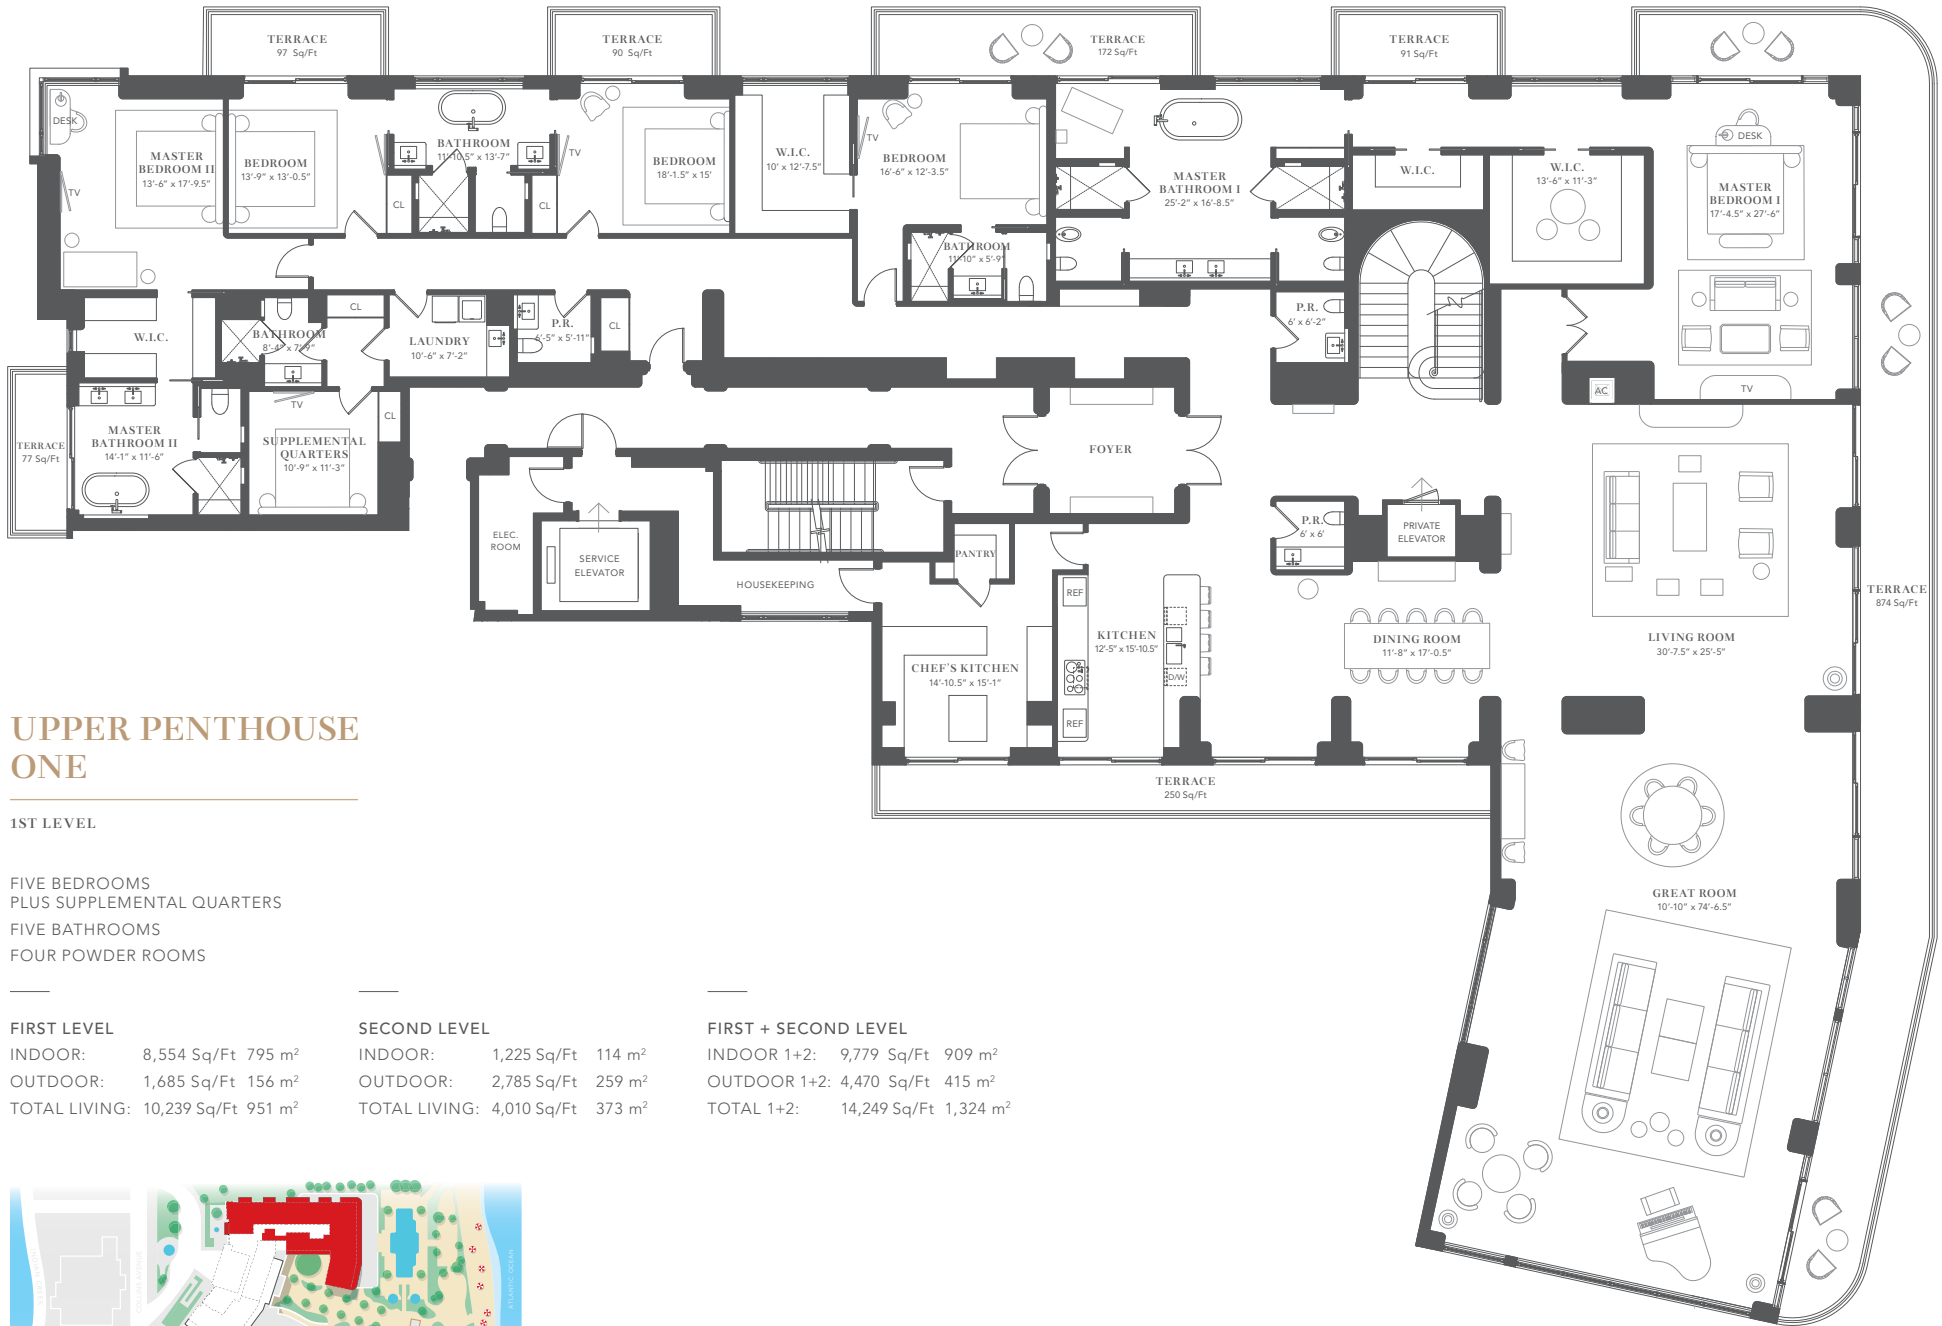 TERRACE
97 Sq/Ft
TERRACE
90 Sq/Ft
TERRACE
172 Sq/Ft
TERRACE
91 Sq/Ft
DESK
MASTER
BEDROOM II
13'-6" x 17'-9.5"
TV
BEDROOM
13'-9" x 13'-0.5"
BATHROOM
11'-10.5" x 13'-7"
TV
CL
CL
BEDROOM
18'-1.5" x 15'
W.I.C.
10' x 12'-7.5"
TV
BEDROOM
16'-6" x 12'-3.5"
BATHROOM
11'-10" x 5'-9"
MASTER
BATHROOM I
25'-2" x 16'-8.5"
W.I.C.
W.I.C.
13'-6" x 11'-3"
DESK
MASTER
BEDROOM I
17'-4.5" x 27'-6"
TV
W.I.C.
BATHROOM
8'-4" x 7'-9"
CL
LAUNDRY
10'-6" x 7'-2"
P.R.
6'-5" x 5'-11"
CL
P.R.
6' x 6'-2"
AC
TERRACE
77 Sq/Ft
MASTER
BATHROOM II
14'-1" x 11'-6"
TV
CL
SUPPLEMENTAL
QUARTERS
10'-9" x 11'-3"
FOYER
ELEC.
ROOM
SERVICE
ELEVATOR
HOUSEKEEPING
PANTRY
P.R.
6' x 6'
PRIVATE
ELEVATOR
TERRACE
874 Sq/Ft
REF
KITCHEN
12'-5" x 15'-10.5"
D/W
REF
CHEF'S KITCHEN
14'-10.5" x 15'-1"
DINING ROOM
11'-8" x 17'-0.5"
LIVING ROOM
30'-7.5" x 25'-5"
TERRACE
250 Sq/Ft
GREAT ROOM
10'-10" x 74'-6.5"
UPPER PENTHOUSE
ONE
1ST LEVEL
FIVE BEDROOMS
PLUS SUPPLEMENTAL QUARTERS
FIVE BATHROOMS
FOUR POWDER ROOMS
FIRST LEVEL
INDOOR: 8,554 Sq/Ft 795 m²
OUTDOOR: 1,685 Sq/Ft 156 m²
TOTAL LIVING: 10,239 Sq/Ft 951 m²
SECOND LEVEL
INDOOR: 1,225 Sq/Ft 114 m²
OUTDOOR: 2,785 Sq/Ft 259 m²
TOTAL LIVING: 4,010 Sq/Ft 373 m²
FIRST + SECOND LEVEL
INDOOR 1+2: 9,779 Sq/Ft 909 m²
OUTDOOR 1+2: 4,470 Sq/Ft 415 m²
TOTAL 1+2: 14,249 Sq/Ft 1,324 m²
COLLINS AVENUE
ATLANTIC OCEAN